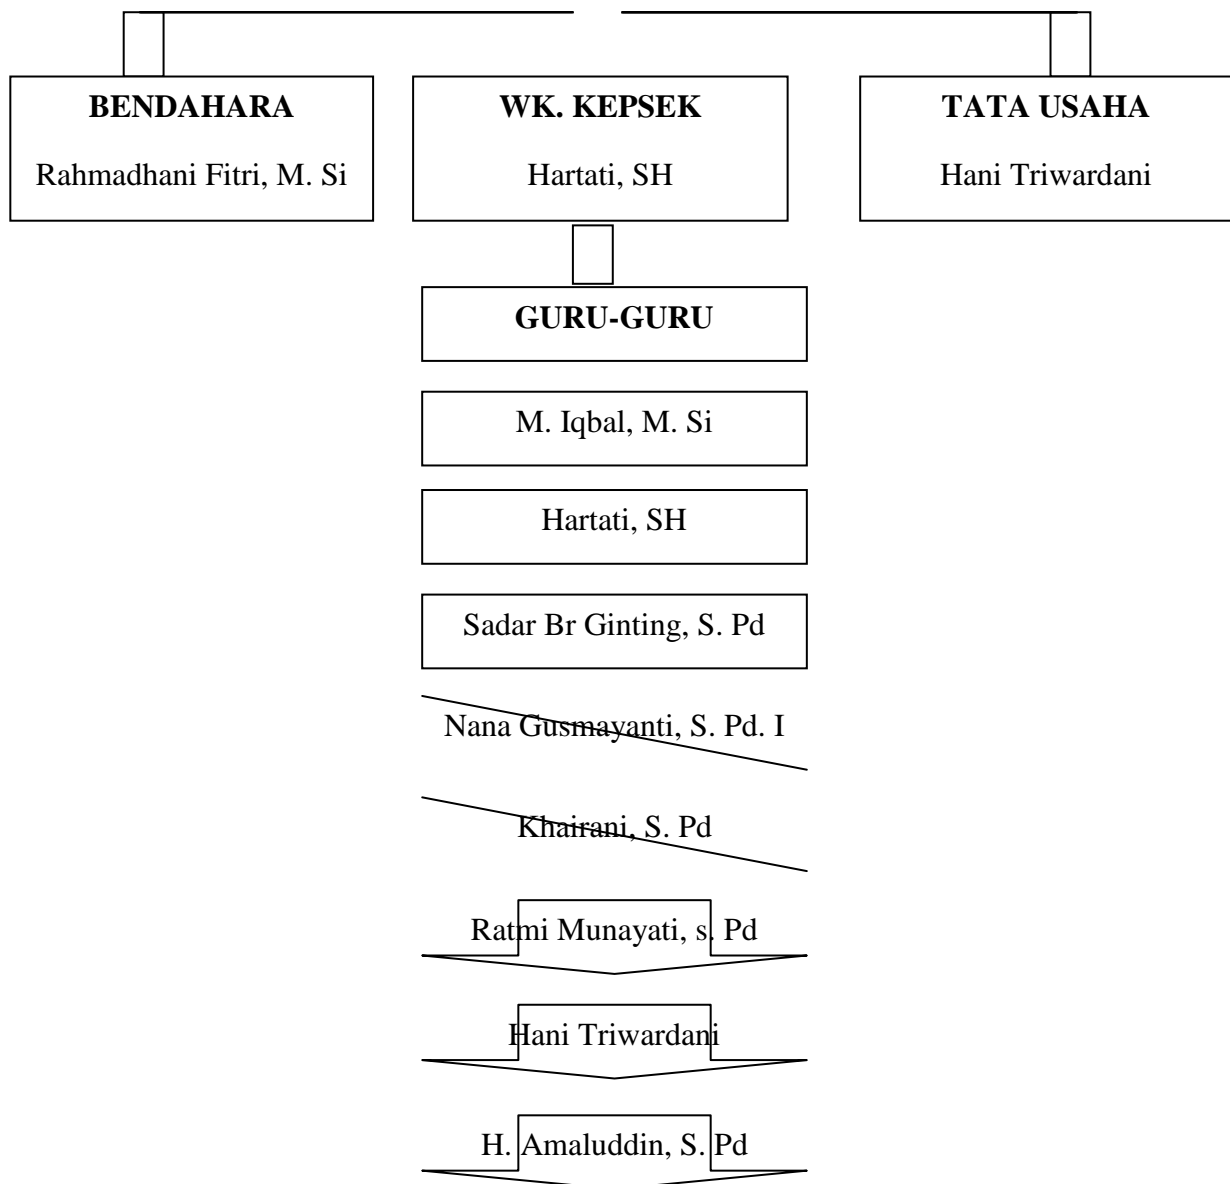 BENDAHARA
Rahmadhani Fitri, M. Si
WK. KEPSEK
Hartati, SH
TATA USAHA
Hani Triwardani
GURU-GURU
M. Iqbal, M. Si
Hartati, SH
Sadar Br Ginting, S. Pd
Nana Gusmayanti, S. Pd. I
Khairani, S. Pd
Ratmi Munayati, s. Pd
Hani Triwardani
H. Amaluddin, S. Pd